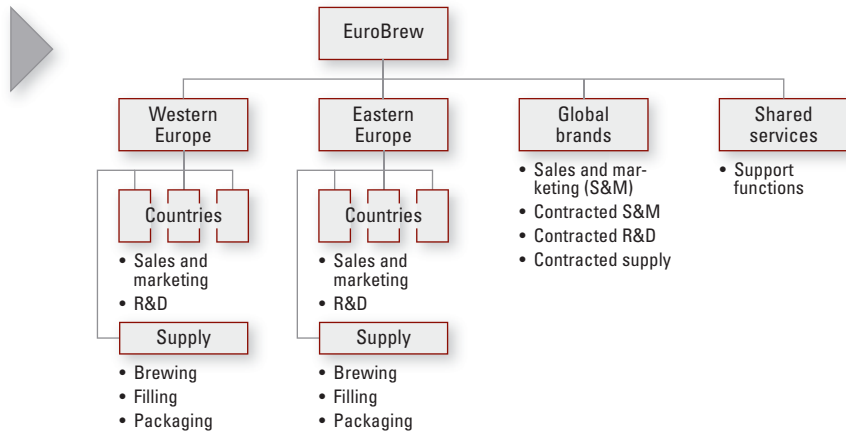 EuroBrew
Western
Europe
Eastern
Europe
Global
brands
Shared
services
Countries
• Sales and
marketing
• R&D
Supply
• Brewing
• Filling
• Packaging
Countries
• Sales and
marketing
• R&D
Supply
• Brewing
• Filling
• Packaging
• Sales and mar-
keting (S&M)
• Contracted S&M
• Contracted R&D
• Contracted supply
• Support
functions